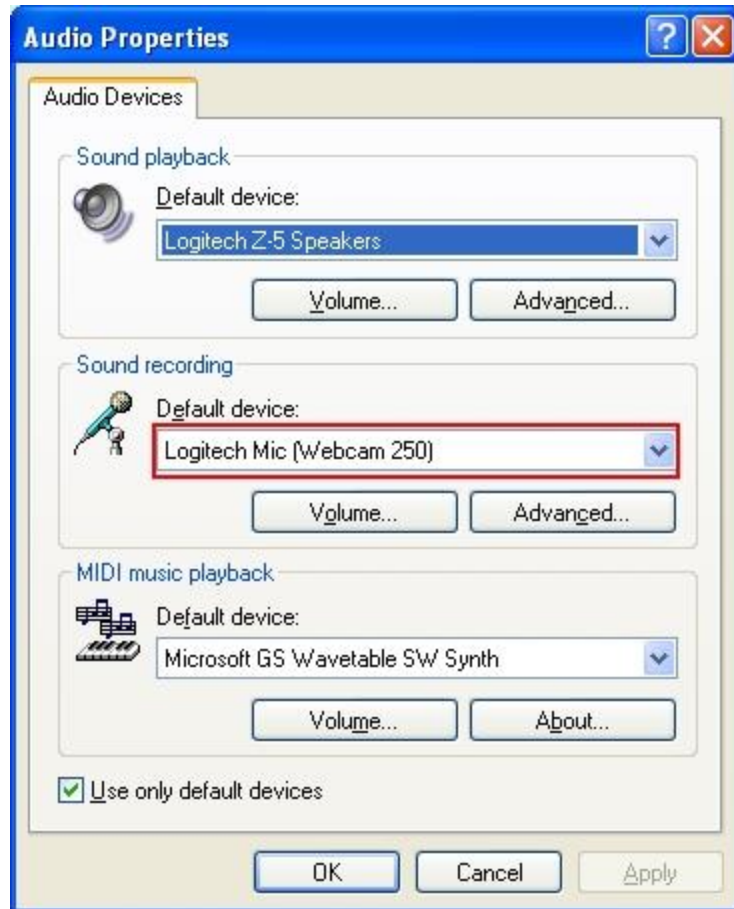 Audio Properties
Audio Devices
Sound playback
Default device:
Logitech Z-5 Speakers
Volume... Advanced...
Sound recording
Default device:
Logitech Mic (Webcam 250)
Volume... Advanced...
MIDI music playback
Default device:
Microsoft GS Wavetable SW Synth
Volume... About...
Use only default devices
OK Cancel Apply